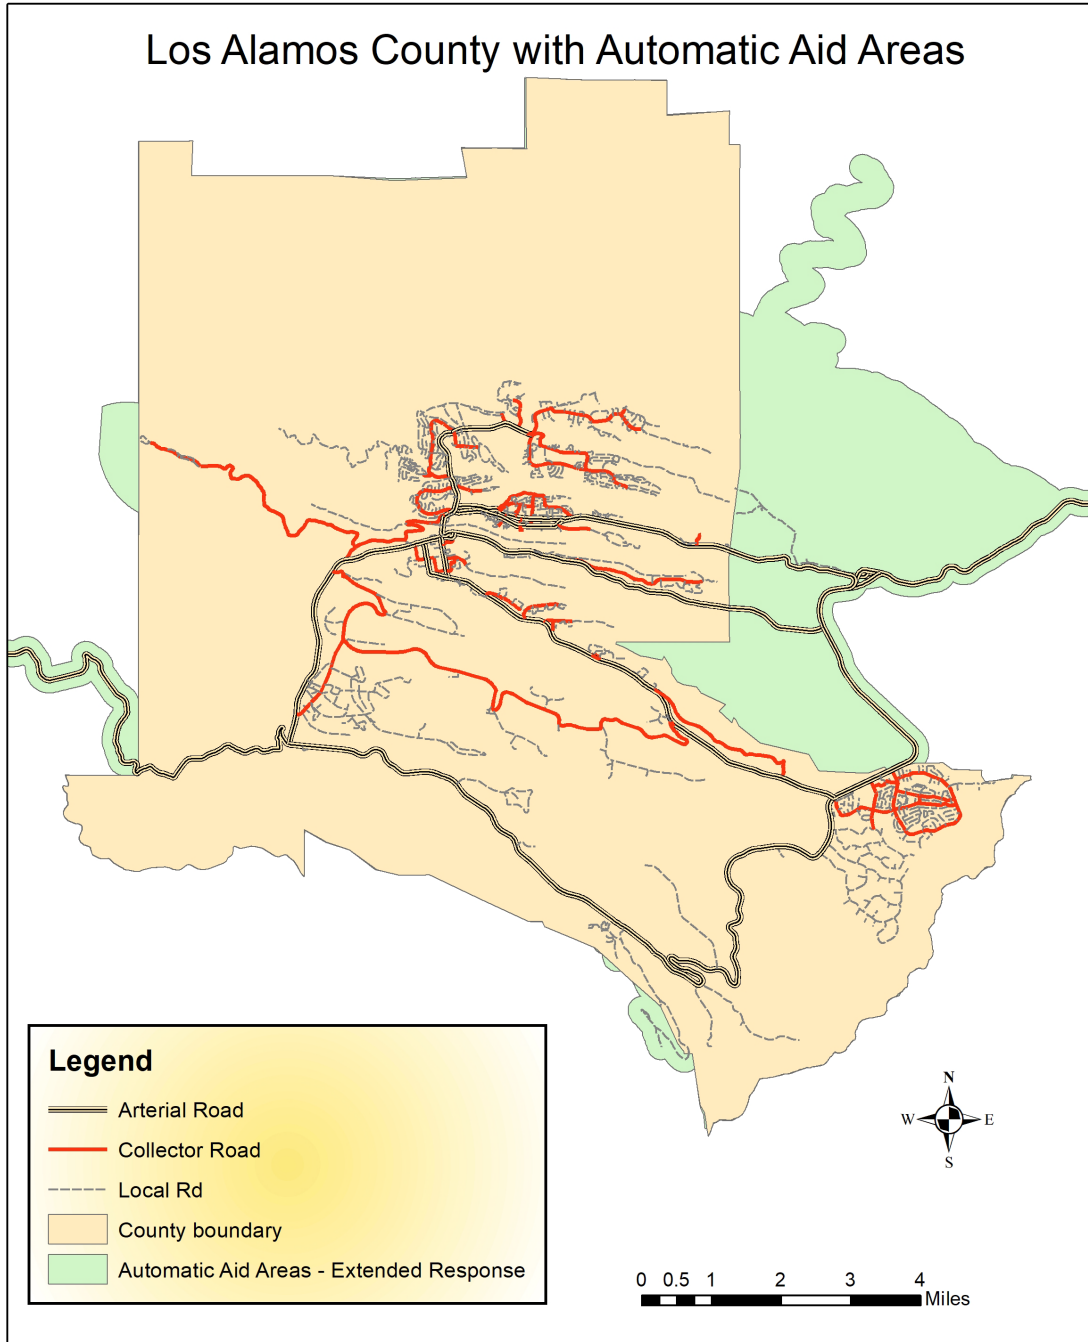 Los Alamos County with Automatic Aid Areas
Legend
Arterial Road
Collector Road
Local Rd
County boundary
Automatic Aid Areas - Extended Response
N
W E
S
0 0.5 1 2 3 4
Miles